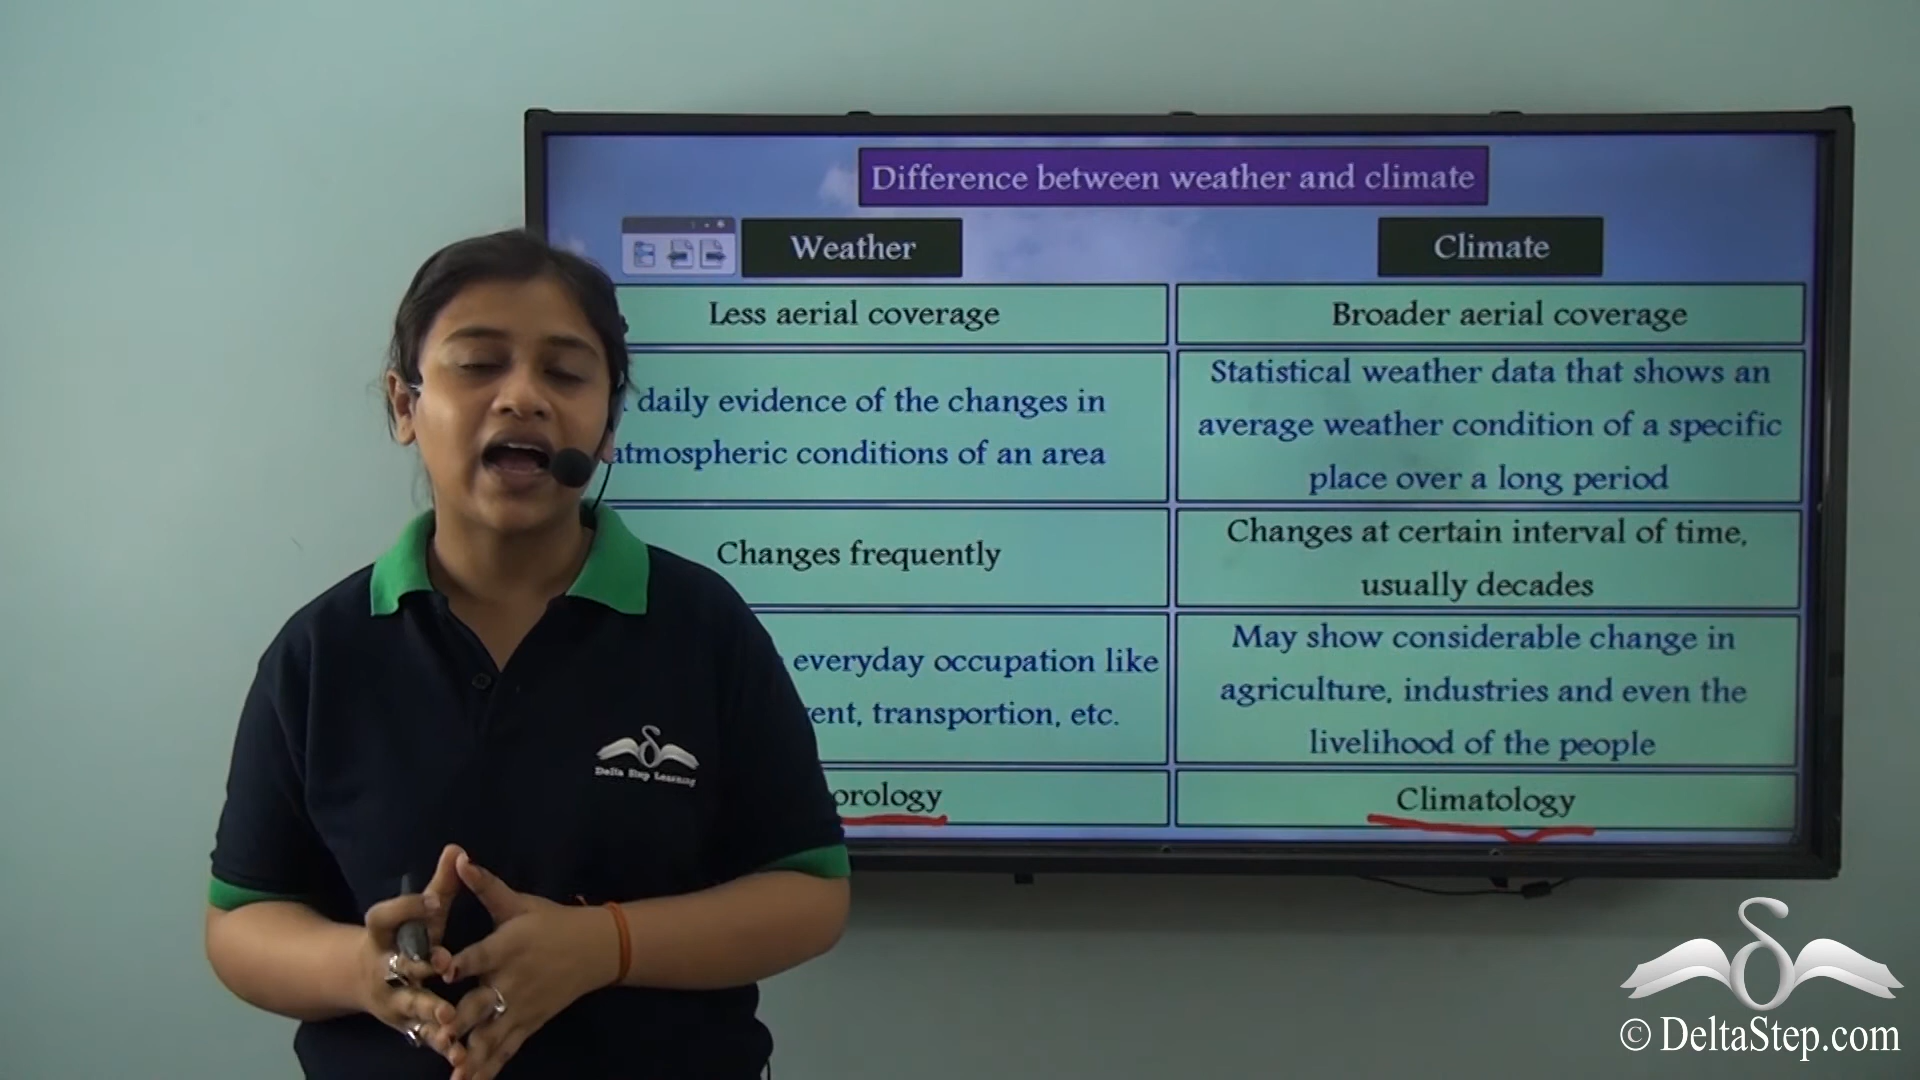 Difference between weather and climate
Weather
Climate
Less aerial coverage
Broader aerial coverage
daily evidence of the changes in
atmospheric conditions of an area
Statistical weather data that shows an
average weather condition of a specific
place over a long period
Changes frequently
Changes at certain interval of time,
usually decades
everyday occupation like
transportion, etc.
May show considerable change in
agriculture, industries and even the
livelihood of the people
orology
Climatology
Delta Step Learning
© DeltaStep.com